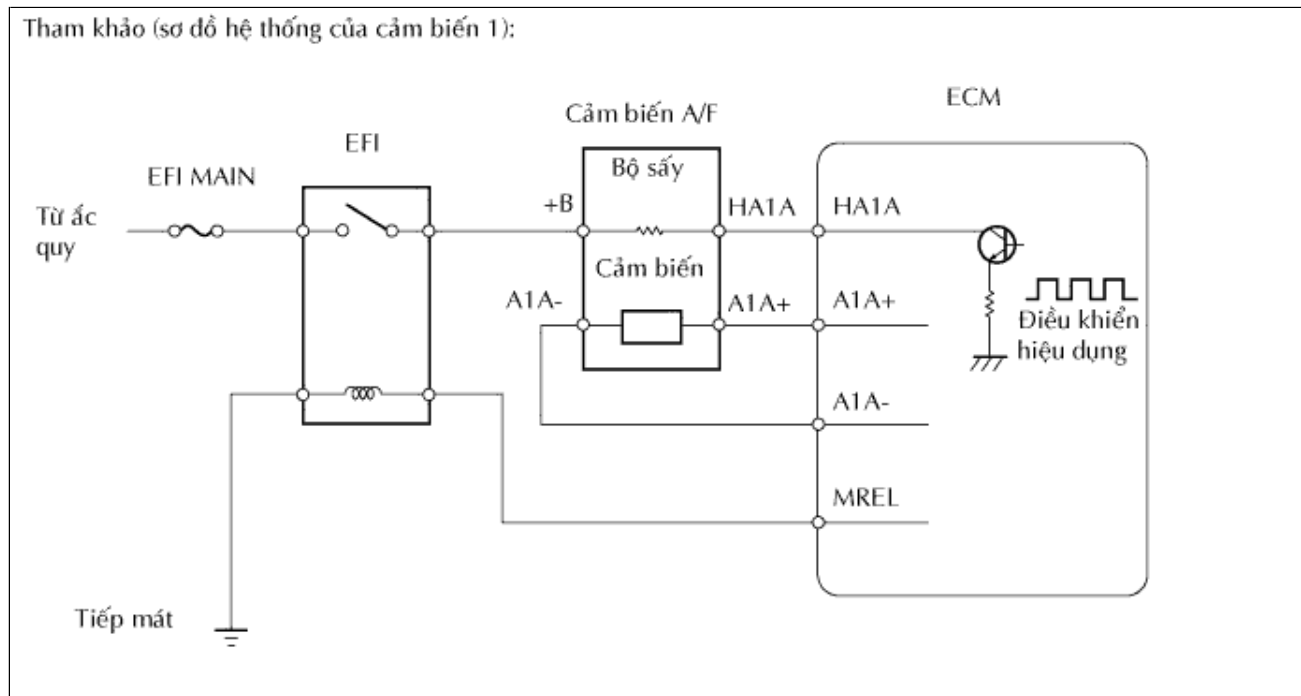 Tham khảo (sơ đồ hệ thống của cảm biến 1):
ECM
Cảm biến A/F
EFI
Bộ sấy
EFI MAIN
+B
HA1A
HA1A
Từ ắc
quy
Cảm biến
A1A-
A1A+
A1A+
Điều khiển
hiệu dụng
A1A-
MREL
Tiếp mát